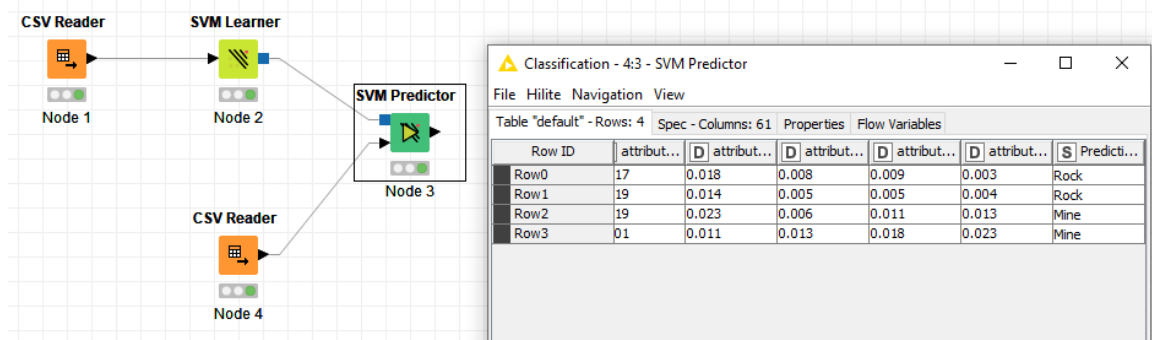 CSV Reader
Node 1
SVM Learner
Node 2
SVM Predictor
Node 3
CSV Reader
Node 4
Classification - 4:3 - SVM Predictor
File Hilite Navigation View
Table "default" - Rows: 4 Spec - Columns: 61 Properties Flow Variables
Row ID attribut... D attribut... D attribut... D attribut... D attribut... S Predicti...
Row0 17 0.018 0.008 0.009 0.003 Rock
Row1 19 0.014 0.005 0.005 0.004 Rock
Row2 19 0.023 0.006 0.011 0.013 Mine
Row3 01 0.011 0.013 0.018 0.023 Mine